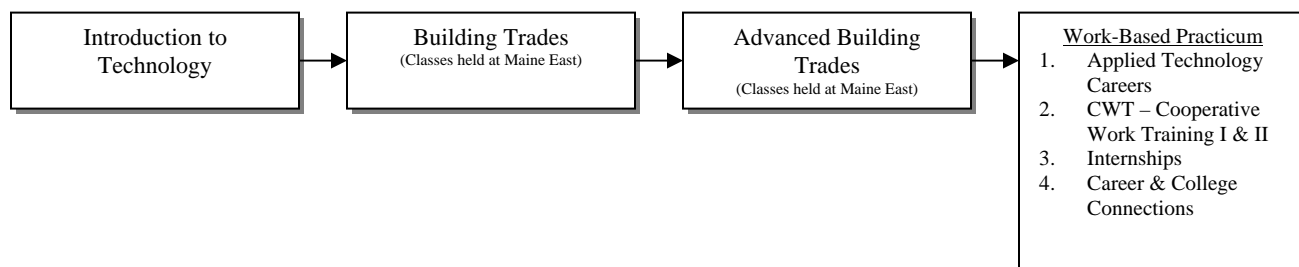 Introduction to
Technology
Building Trades
(Classes held at Maine East)
Advanced Building
Trades
(Classes held at Maine East)
Work-Based Practicum
1. Applied Technology
Careers
2. CWT – Cooperative
Work Training I & II
3. Internships
4. Career & College
Connections